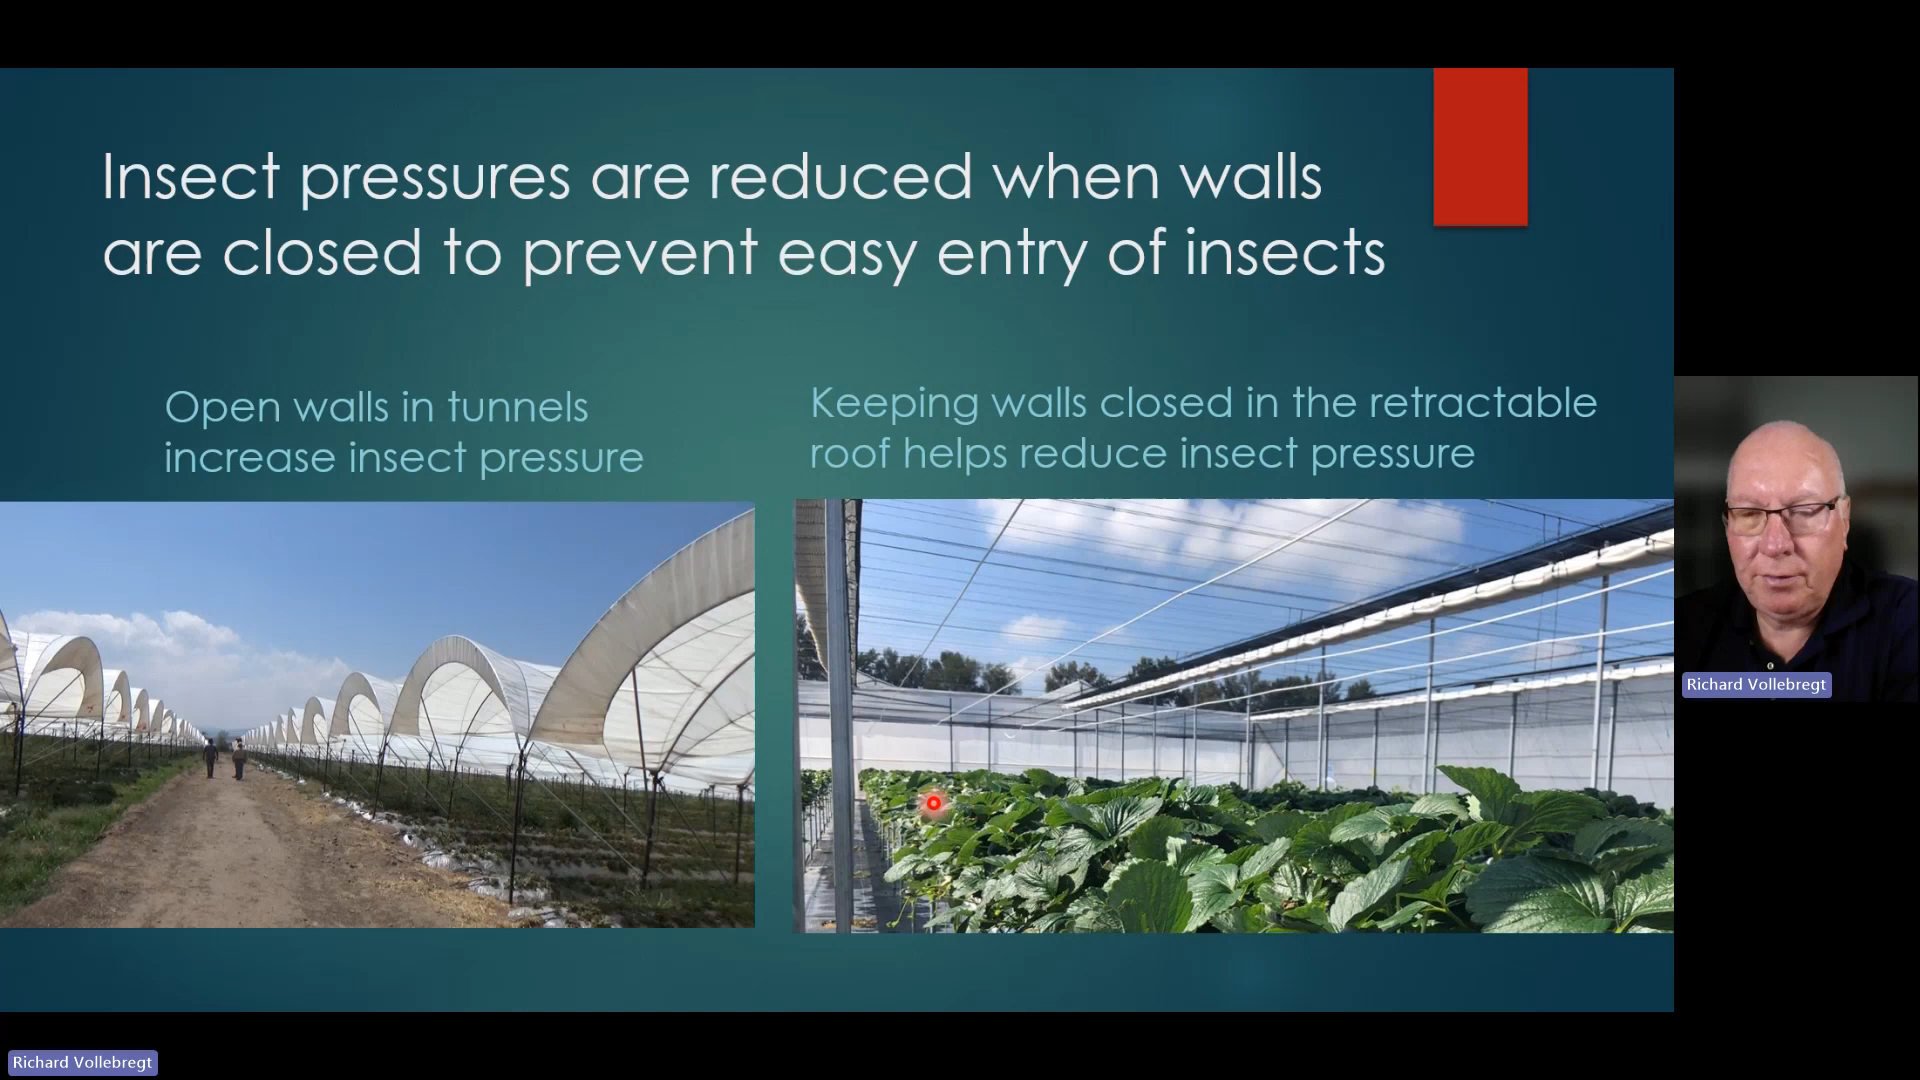 Insect pressures are reduced when walls
are closed to prevent easy entry of insects
Open walls in tunnels
increase insect pressure
Keeping walls closed in the retractable
roof helps reduce insect pressure
Richard Vollebregt
Richard Vollebregt